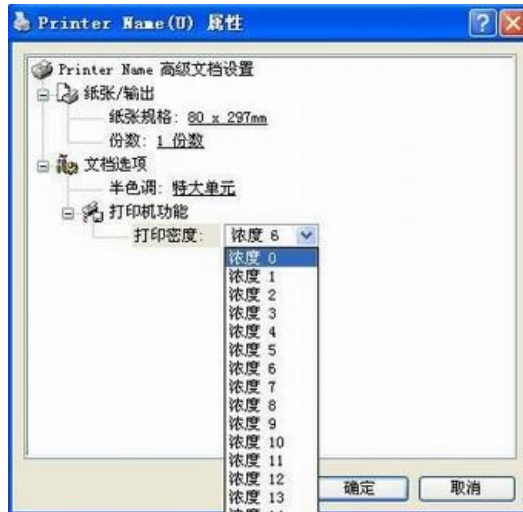 Printer Name(U) 属性
Printer Name 高级文档设置
纸张/输出
纸张规格: 80 x 297mm
份数: 1 份数
文档选项
半色调: 特大单元
打印机功能
打印密度: 浓度 6
浓度 0
浓度 1
浓度 2
浓度 3
浓度 4
浓度 5
浓度 6
浓度 7
浓度 8
浓度 9
浓度 10
浓度 11
浓度 12
浓度 13
确定 取消